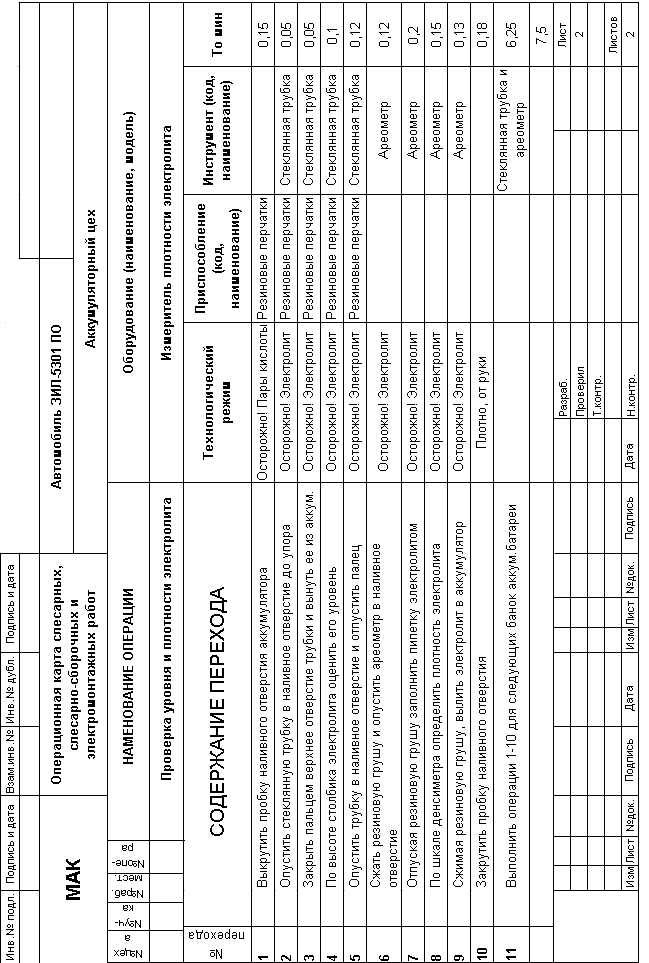 МАК
Операционная карта слесарных, слесарно-сборочных и электромонтажных работ
Автомобиль ЗИП-5301 ПО
Аккумуляторный цех
№цеха
№уч-ка
№раб. мест.
№опера
НАМЕНОВАНИЕ ОПЕРАЦИИ
Оборудование (наименование, модель)
Проверка уровня и плотности электролита
Измеритель плотности электролита
№ перехода
СОДЕРЖАНИЕ ПЕРЕХОДА
Технологический режим
Приспособление (код, наименование)
Инструмент (код, наименование)
То мин
1 Выкрутить пробку наливного отверстия аккумулятора Осторожно! Пары кислоты Резиновые перчатки 0,15
2 Опустить стеклянную трубку в наливное отверстие до упора Осторожно! Электролит Резиновые перчатки Стеклянная трубка 0,05
3 Закрыть пальцем верхнее отверстие трубки и вынуть ее из аккум. Осторожно! Электролит Резиновые перчатки Стеклянная трубка 0,05
4 По высоте столбика электролита оценить его уровень Осторожно! Электролит Резиновые перчатки Стеклянная трубка 0,1
5 Опустить трубку в наливное отверстие и отпустить палец Осторожно! Электролит Резиновые перчатки Стеклянная трубка 0,12
6 Сжать резиновую грушу и опустить ареометр в наливное отверстие Осторожно! Электролит Ареометр 0,12
7 Отпуская резиновую грушу заполнить пипетку электролитом Осторожно! Электролит Ареометр 0,2
8 По шкале денсиметра определить плотность электролита Осторожно! Электролит Ареометр 0,15
9 Сжимая резиновую грушу, вылить электролит в аккумулятор Осторожно! Электролит Ареометр 0,13
10 Закрутить пробку наливного отверстия Плотно, от руки 0,18
11 Выполнить операции 1-10 для следующих банок аккум.батареи Стеклянная трубка и ареометр 6,25
7,5
Разраб.
Проверил
Т.контр.
Н.контр.
Лист
2
Листов
2
Изм Лист №док. Подпись Дата Изм Лист №док. Подпись Дата
Инв.№ подл. Подпись и дата Взам.инв. № Инв. № дубл. Подпись и дата